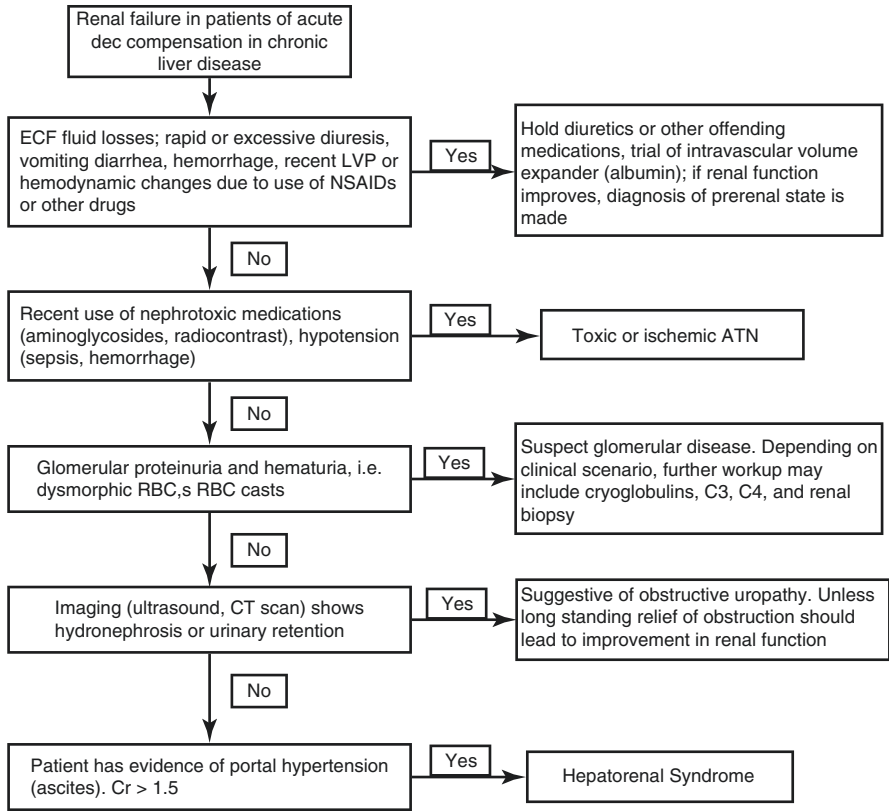 Renal failure in patients of acute
dec compensation in chronic
liver disease
ECF fluid losses; rapid or excessive diuresis,
vomiting diarrhea, hemorrhage, recent LVP or
hemodynamic changes due to use of NSAIDs
or other drugs
Yes
Hold diuretics or other offending
medications, trial of intravascular volume
expander (albumin); if renal function
improves, diagnosis of prerenal state is
made
No
Recent use of nephrotoxic medications
(aminoglycosides, radiocontrast), hypotension
(sepsis, hemorrhage)
Yes
Toxic or ischemic ATN
No
Glomerular proteinuria and hematuria, i.e.
dysmorphic RBC,s RBC casts
Yes
Suspect glomerular disease. Depending on
clinical scenario, further workup may
include cryoglobulins, C3, C4, and renal
biopsy
No
Imaging (ultrasound, CT scan) shows
hydronephrosis or urinary retention
Yes
Suggestive of obstructive uropathy. Unless
long standing relief of obstruction should
lead to improvement in renal function
No
Patient has evidence of portal hypertension
(ascites). Cr > 1.5
Yes
Hepatorenal Syndrome